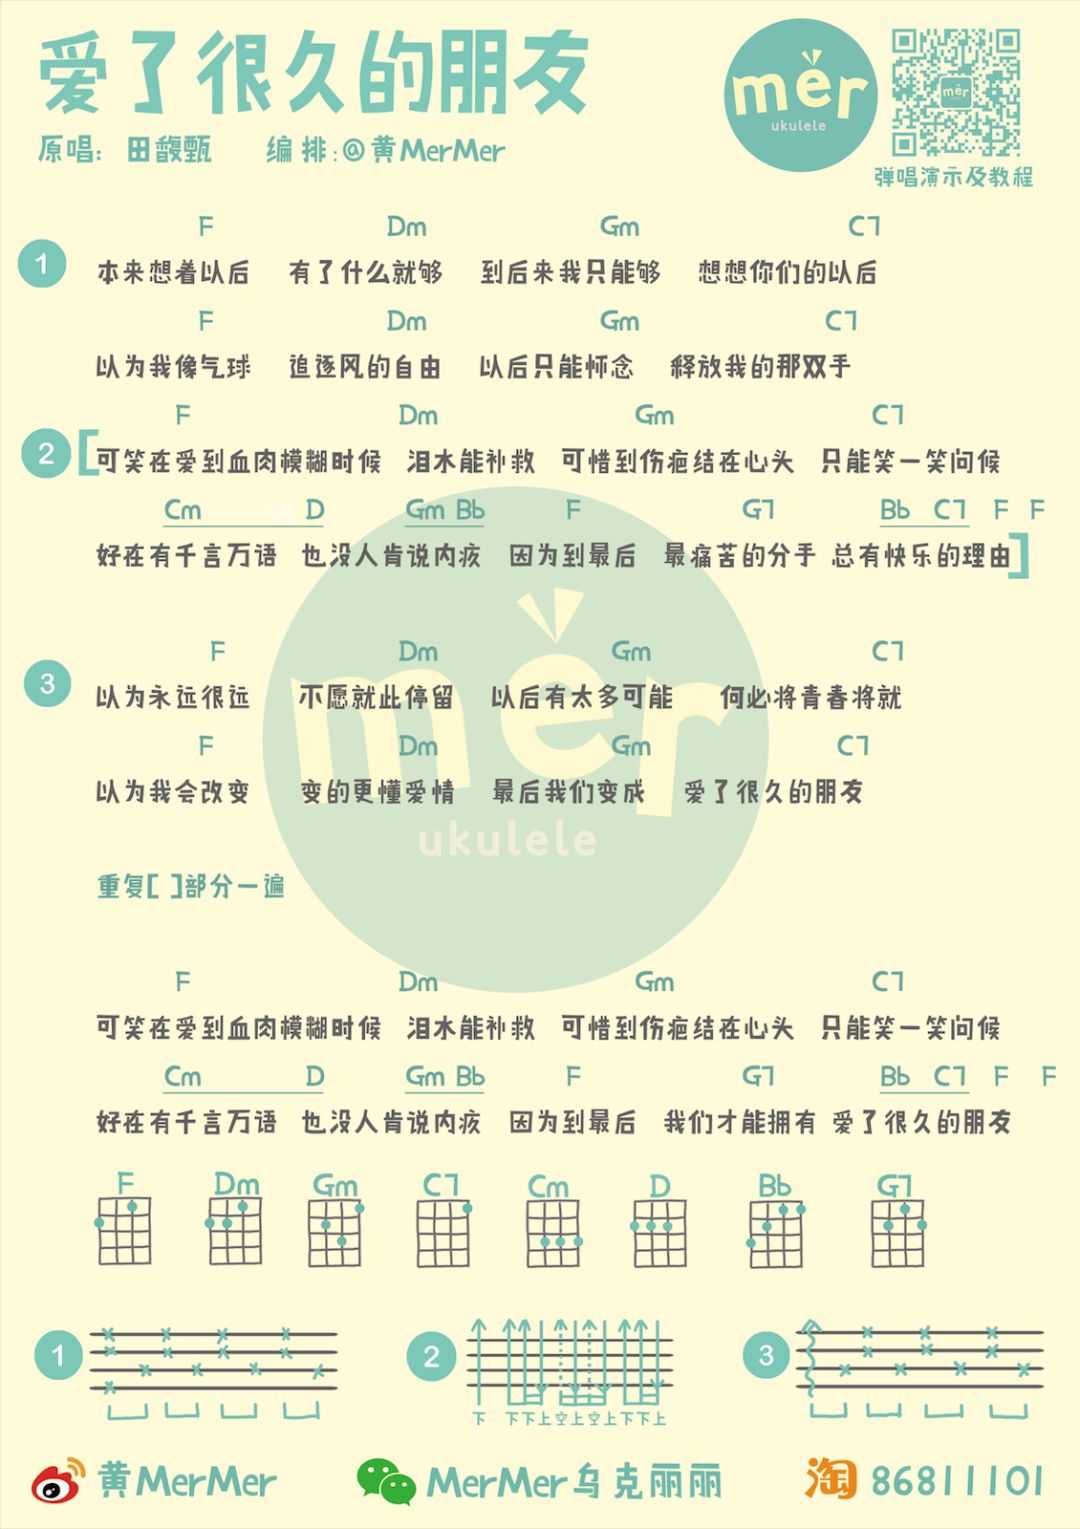 爱了很久的朋友
原唱： 田馥甄 编排:@黄MerMer
mer
ukulele
mer
弹唱演示及教程
F Dm Gm C7
1 本来想着以后 有了什么就够 到后来我只能够 想想你们的以后
F Dm Gm C7
以为我像气球 追逐风的自由 以后只能怀念 释放我的那双手
F Dm Gm C7
2 [可笑在爱到血肉模糊时候 泪水能补救 可惜到伤疤结在心头 只能笑一笑问候
Cm D Gm Bb F G7 Bb C7 F F
好在有千言万语 也没人肯说内疚 因为到最后 最痛苦的分手 总有快乐的理由]
F Dm Gm C7
3 以为永远很远 不愿就此停留 以后有太多可能 何必将青春将就
F Dm Gm C7
以为我会改变 变的更懂爱情 最后我们变成 爱了很久的朋友
mer
ukulele
重复[ ]部分一遍
F Dm Gm C7
可笑在爱到血肉模糊时候 泪水能补救 可惜到伤疤结在心头 只能笑一笑问候
Cm D Gm Bb F G7 Bb C7 F F
好在有千言万语 也没人肯说内疚 因为到最后 我们才能拥有 爱了很久的朋友
F Dm Gm C7 Cm D Bb G7
1 2 3
下 下下上空上空上下下上
黄MerMer MerMer乌克丽丽 淘 86811101